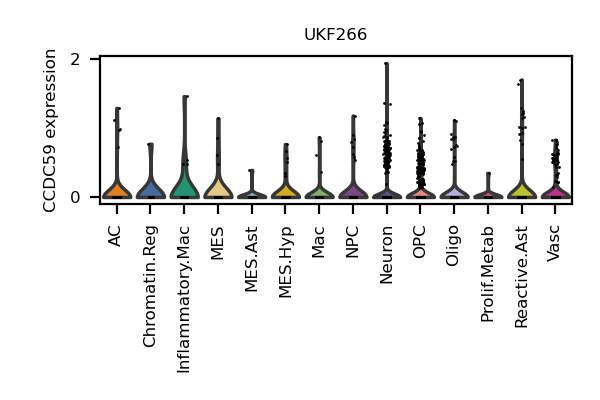 UKF266
CCDC59 expression
2
0
AC
Chromatin.Reg
Inflammatory.Mac
MES
MES.Ast
MES.Hyp
Mac
NPC
Neuron
OPC
Oligo
Prolif.Metab
Reactive.Ast
Vasc